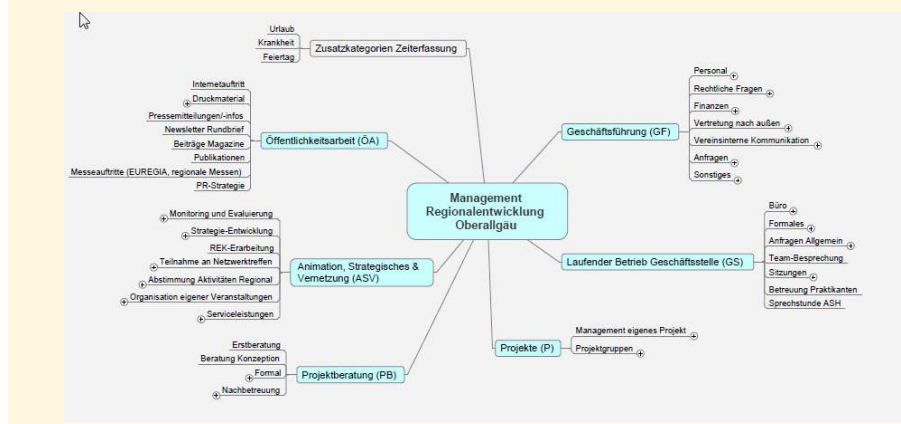 Urlaub
Krankheit
Feiertag
Zusatzkategorien Zeiterfassung
Internetauftritt
Druckmaterial
Pressemitteilungen/-infos
Newsletter Rundbrief
Beiträge Magazine
Publikationen
Messeauftritte (EUREGIA, regionale Messen)
PR-Strategie
Öffentlichkeitsarbeit (ÖA)
Monitoring und Evaluierung
Strategie-Entwicklung
REK-Erarbeitung
Teilnahme an Netzwerktreffen
Abstimmung Aktivitäten Regional
Organisation eigener Veranstaltungen
Serviceleistungen
Animation, Strategisches &
Vernetzung (ASV)
Erstberatung
Beratung Konzeption
Formal
Nachbetreuung
Projektberatung (PB)
Management
Regionalentwicklung
Oberallgäu
Geschäftsführung (GF)
Personal
Rechtliche Fragen
Finanzen
Vertretung nach außen
Vereinsinterne Kommunikation
Anfragen
Sonstiges
Laufender Betrieb Geschäftsstelle (GS)
Büro
Formales
Anfragen Allgemein
Team-Besprechung
Sitzungen
Betreuung Praktikanten
Sprechstunde ASH
Projekte (P)
Management eigenes Projekt
Projektgruppen